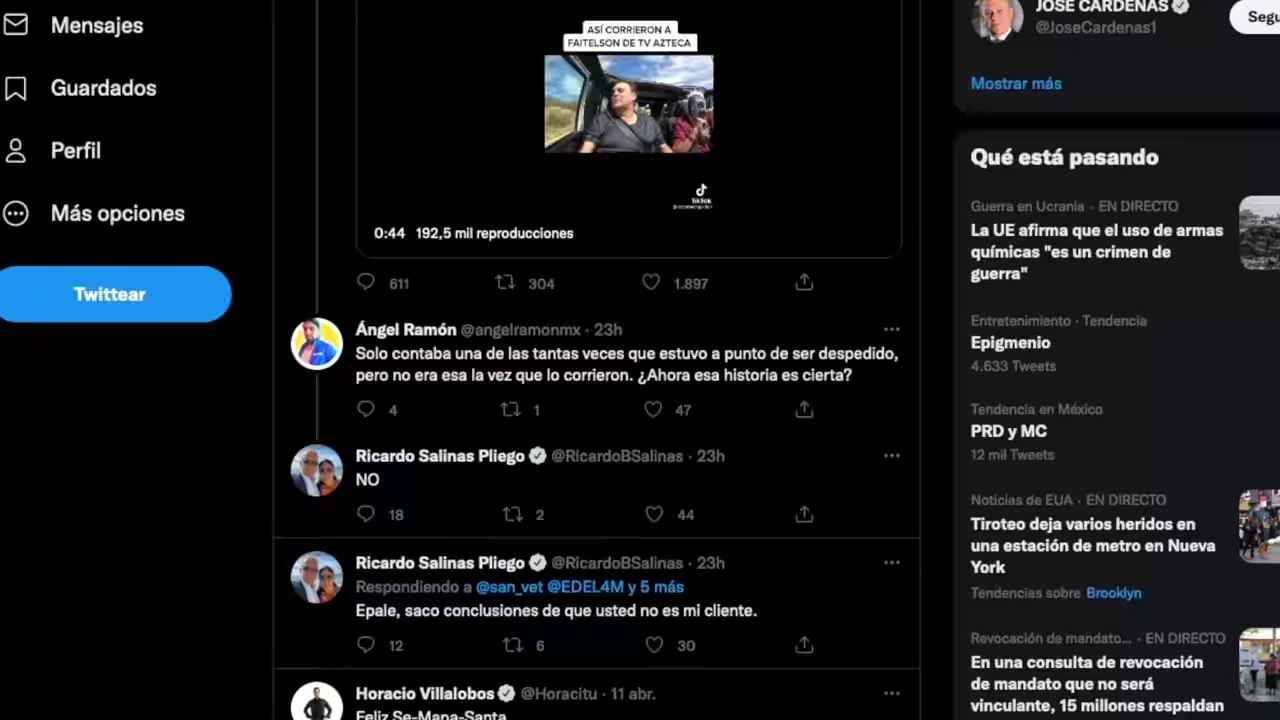 Mensajes
Guardados
Perfil
Más opciones
Twittear
ASÍ CORRIERON A
FAITELSON DE TV AZTECA
TikTok
0:44 192,5 mil reproducciones
611 304 1.897
Ángel Ramón @angelramonmx · 23h
Solo contaba una de las tantas veces que estuvo a punto de ser despedido,
pero no era esa la vez que lo corrieron. ¿Ahora esa historia es cierta?
4 1 47
Ricardo Salinas Pliego @RicardoBSalinas · 23h
NO
18 2 44
Ricardo Salinas Pliego @RicardoBSalinas · 23h
Respondiendo a @san_vet @EDEL4M y 5 más
Epale, saco conclusiones de que usted no es mi cliente.
12 6 30
Horacio Villalobos @Horacitu · 11 abr.
Feliz Se-Mana-Santa
JOSE CARDENAS
@JoseCardenas1
Segu
Mostrar más
Qué está pasando
Guerra en Ucrania · EN DIRECTO
La UE afirma que el uso de armas
químicas "es un crimen de
guerra"
Entretenimiento · Tendencia
Epigmenio
4.633 Tweets
Tendencia en México
PRD y MC
12 mil Tweets
Noticias de EUA · EN DIRECTO
Tiroteo deja varios heridos en
una estación de metro en Nueva
York
Tendencias sobre Brooklyn
Revocación de mandato... · EN DIRECTO
En una consulta de revocación
de mandato que no será
vinculante, 15 millones respaldan